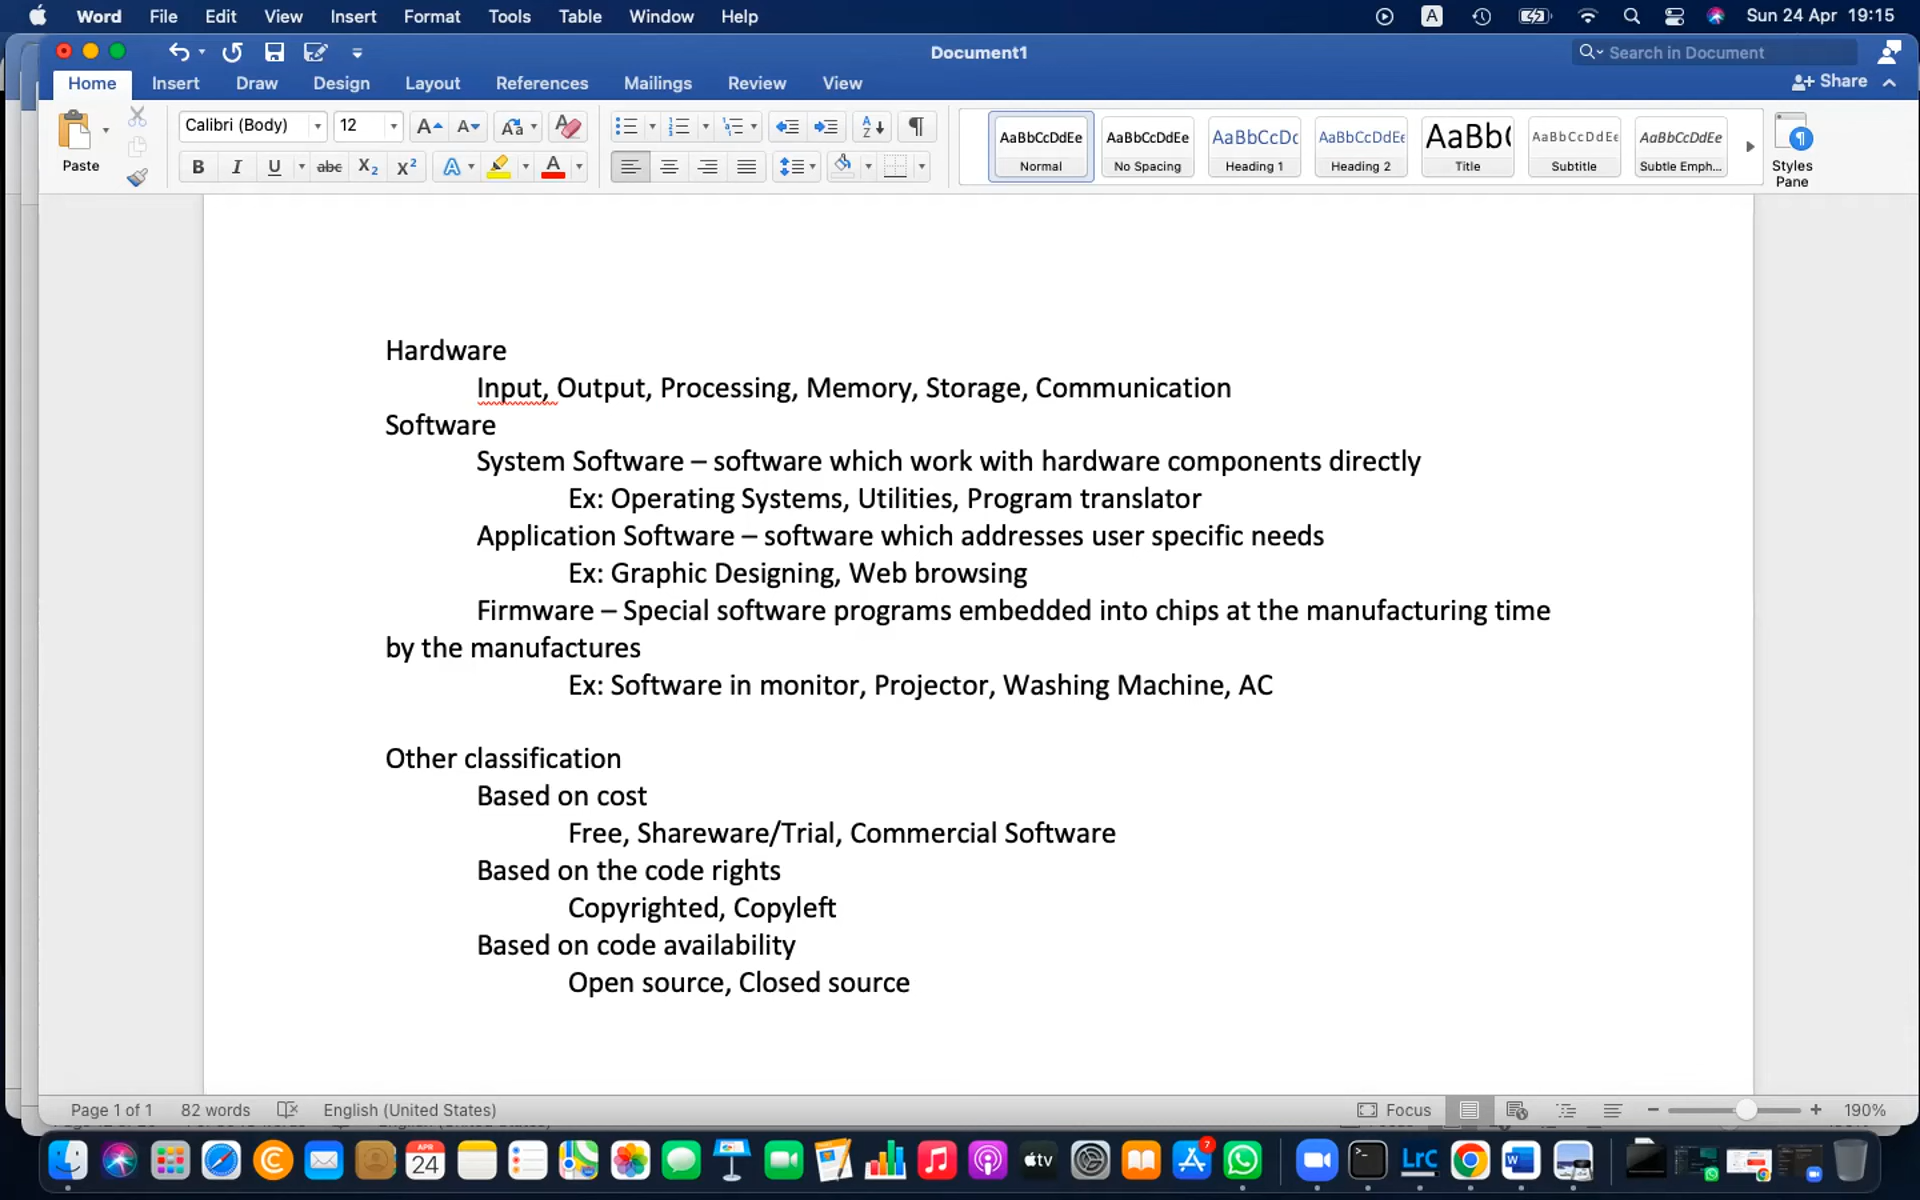 Word File Edit View Insert Format Tools Table Window Help A Sun 24 Apr 19:15
Document1 Search in Document
Home Insert Draw Design Layout References Mailings Review View Share
Paste Calibri (Body) 12 AaBbCcDdEe AaBbCcDdEe AaBbCcDc AaBbCcDdEe AaBb( AaBbCcDdEe AaBbCcDdEe
Normal No Spacing Heading 1 Heading 2 Title Subtitle Subtle Emph... Styles Pane
Hardware
Input, Output, Processing, Memory, Storage, Communication
Software
System Software – software which work with hardware components directly
Ex: Operating Systems, Utilities, Program translator
Application Software – software which addresses user specific needs
Ex: Graphic Designing, Web browsing
Firmware – Special software programs embedded into chips at the manufacturing time
by the manufactures
Ex: Software in monitor, Projector, Washing Machine, AC
Other classification
Based on cost
Free, Shareware/Trial, Commercial Software
Based on the code rights
Copyrighted, Copyleft
Based on code availability
Open source, Closed source
Page 1 of 1 82 words English (United States) Focus 190%
APR 24 tv 7 LrC W